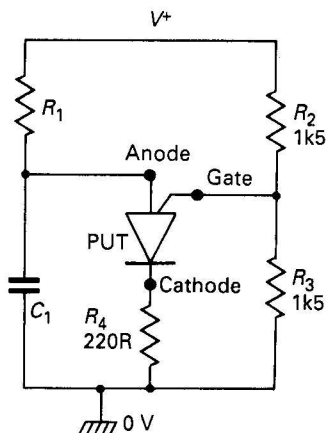 V⁺
R₁
R₂
1k5
Anode
Gate
PUT
Cathode
C₁
R₄
220R
R₃
1k5
0 V